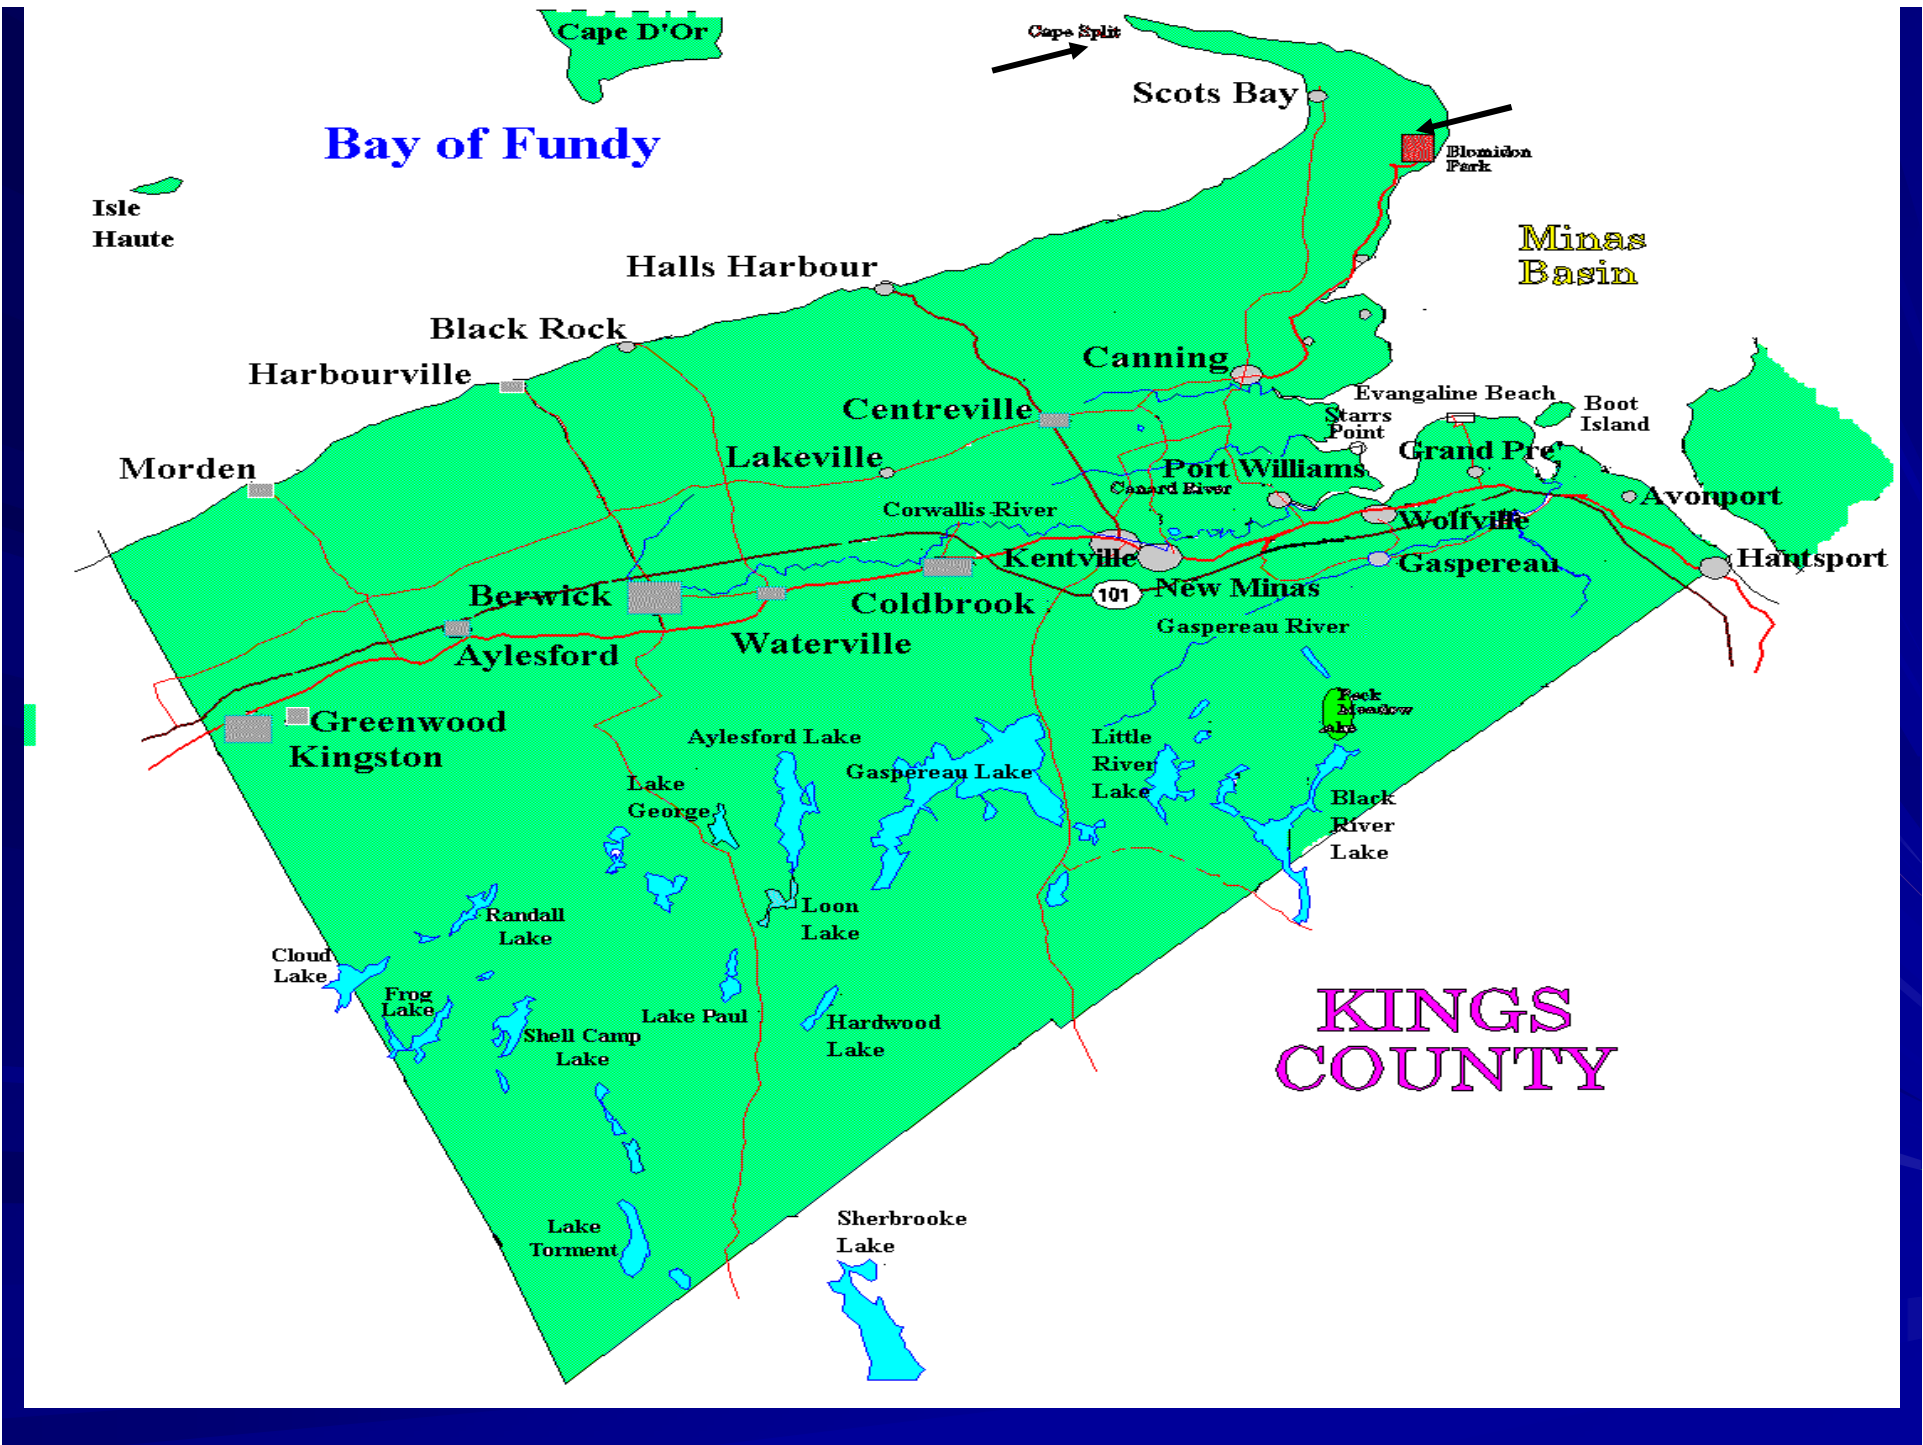 Cape D'Or
Cape Split
Scots Bay
Bay of Fundy
Blomidon
Park
Isle
Haute
Minas
Basin
Halls Harbour
Black Rock
Harbourville
Canning
Evangaline Beach
Boot
Island
Centreville
Starrs
Point
Grand Pre'
Lakeville
Morden
Port Williams
Canard River
Avonport
Corwallis River
Wolfville
Kentville
Hantsport
Gaspereau
New Minas
101
Berwick
Coldbrook
Gaspereau River
Waterville
Aylesford
Greenwood
Kingston
Meadow
Aylesford Lake
Little
River
Lake
Gaspereau Lake
Lake
George
Black
River
Lake
Loon
Lake
Randall
Lake
Cloud
Lake
Frog
Lake
Lake Paul
Hardwood
Lake
Shell Camp
Lake
KINGS
COUNTY
Lake
Torment
Sherbrooke
Lake